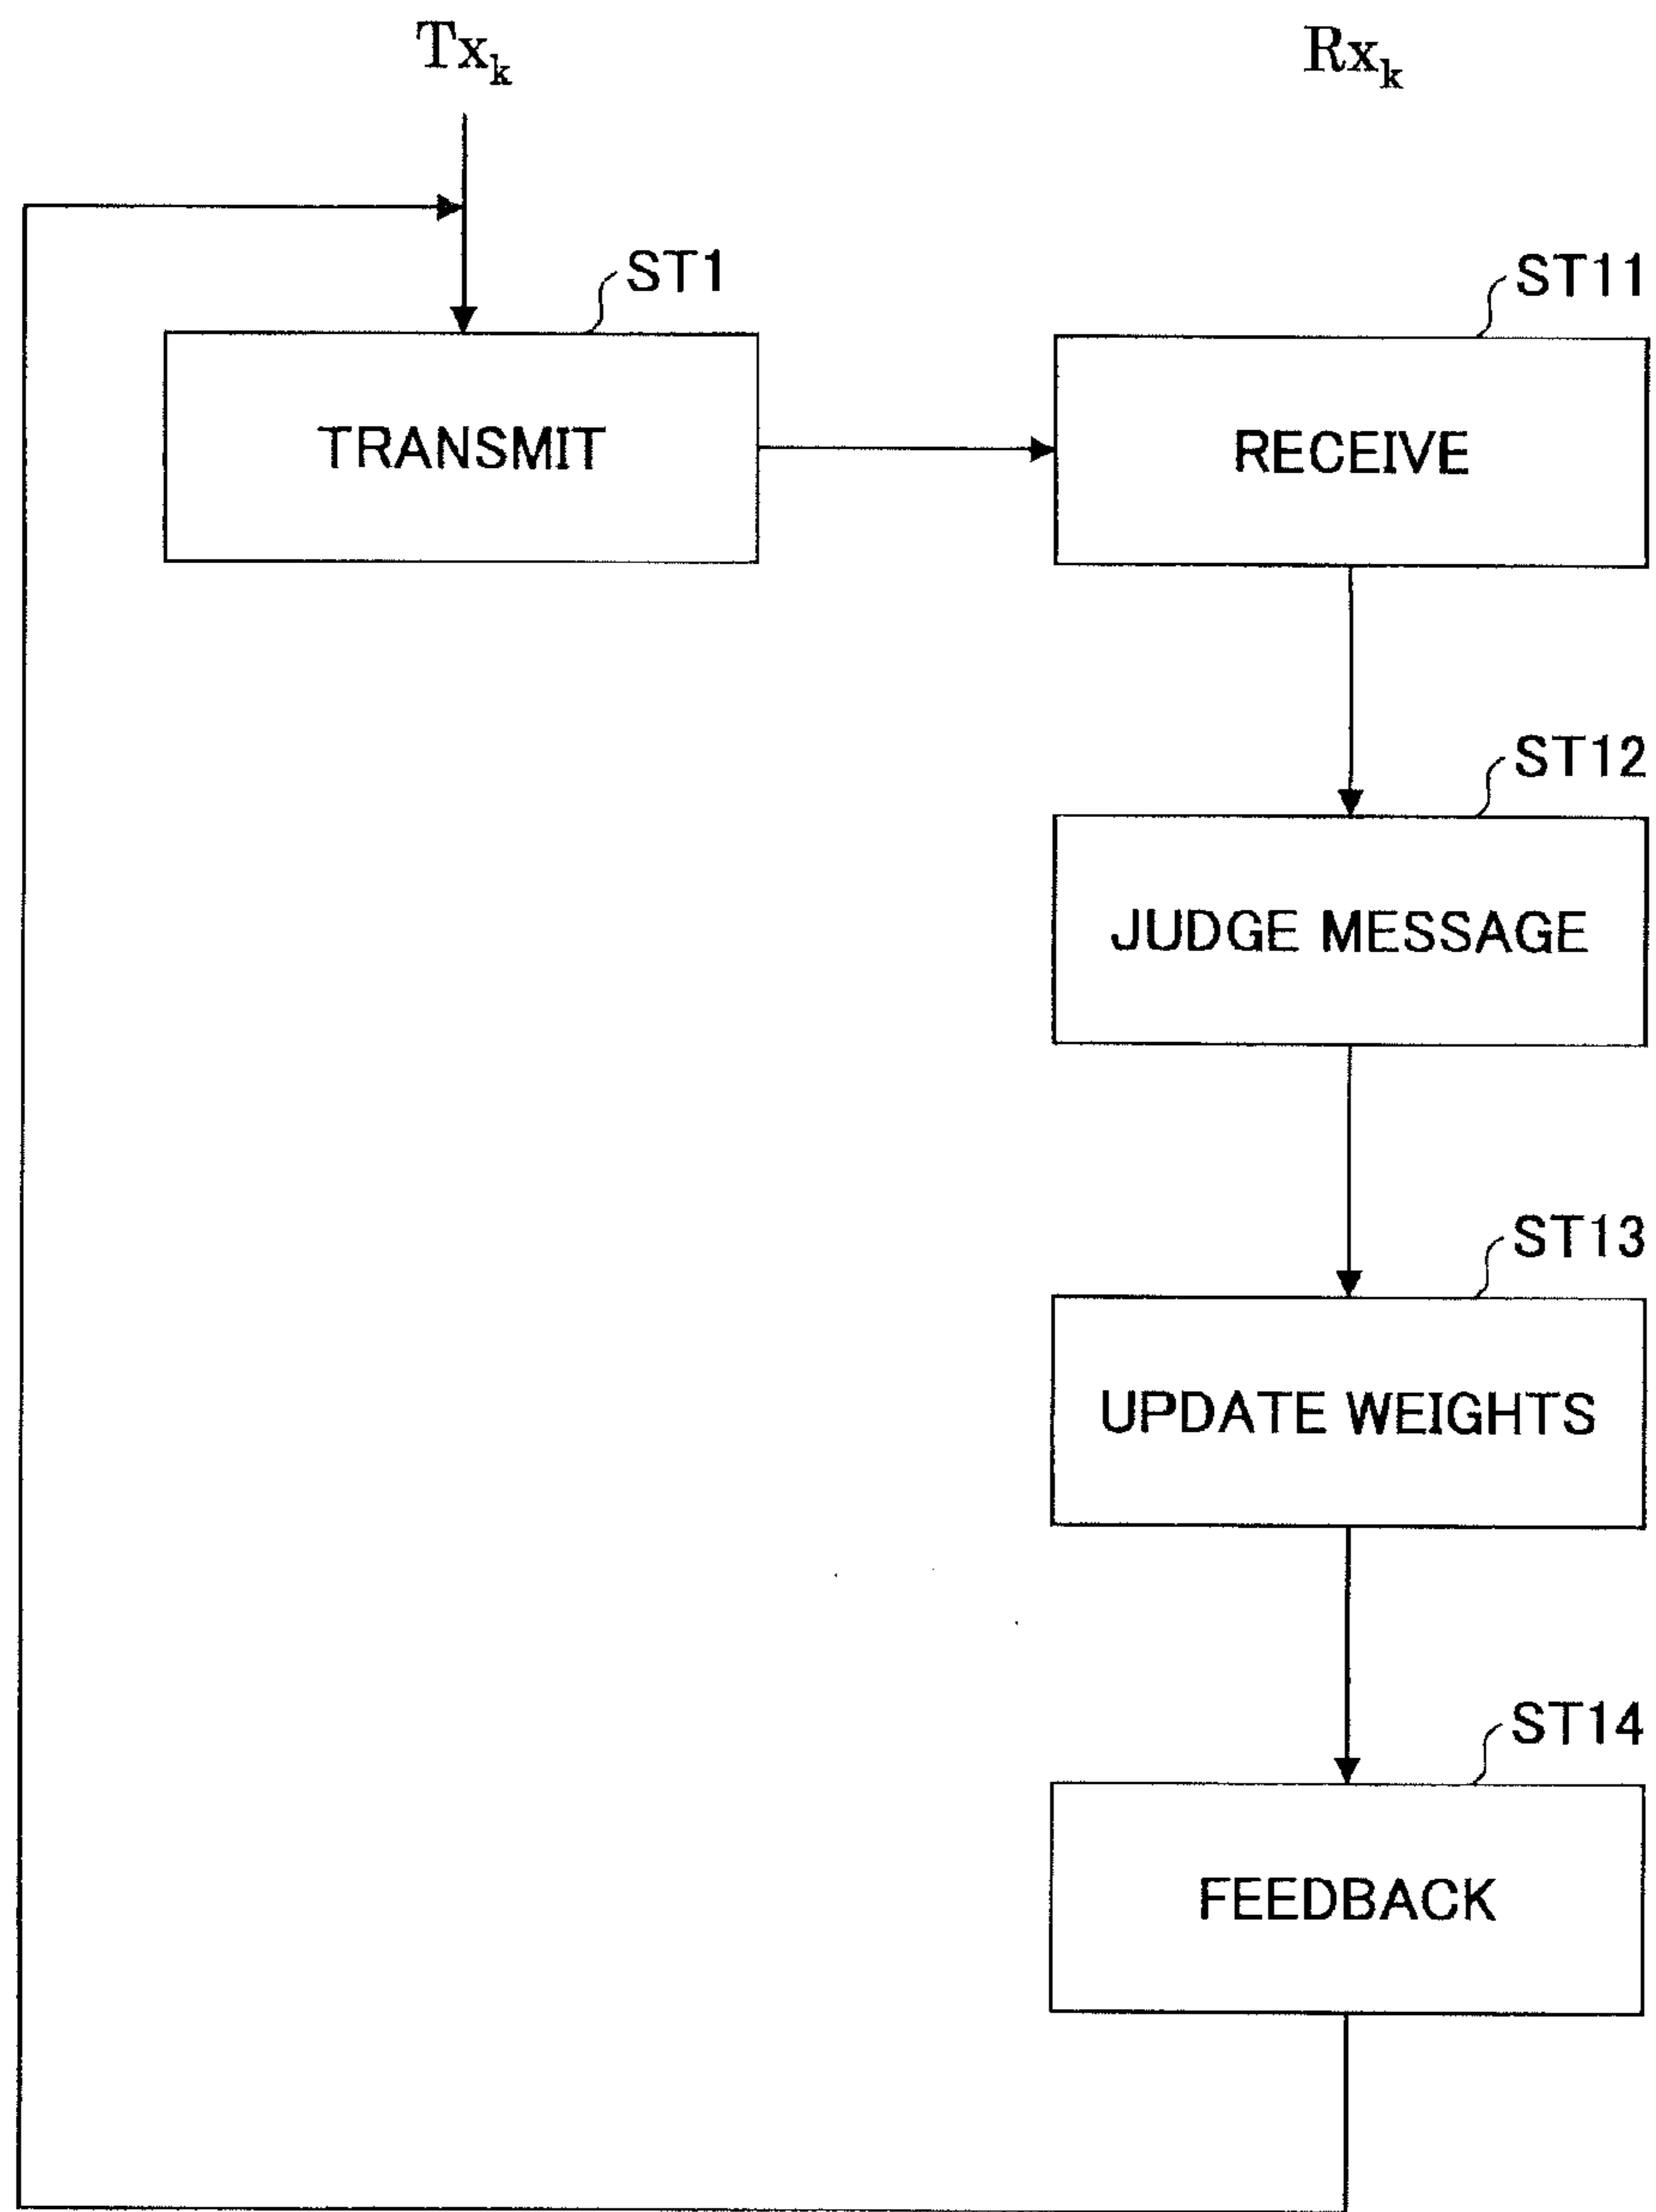 Txₖ
Rxₖ
ST1
TRANSMIT
ST11
RECEIVE
ST12
JUDGE MESSAGE
ST13
UPDATE WEIGHTS
ST14
FEEDBACK